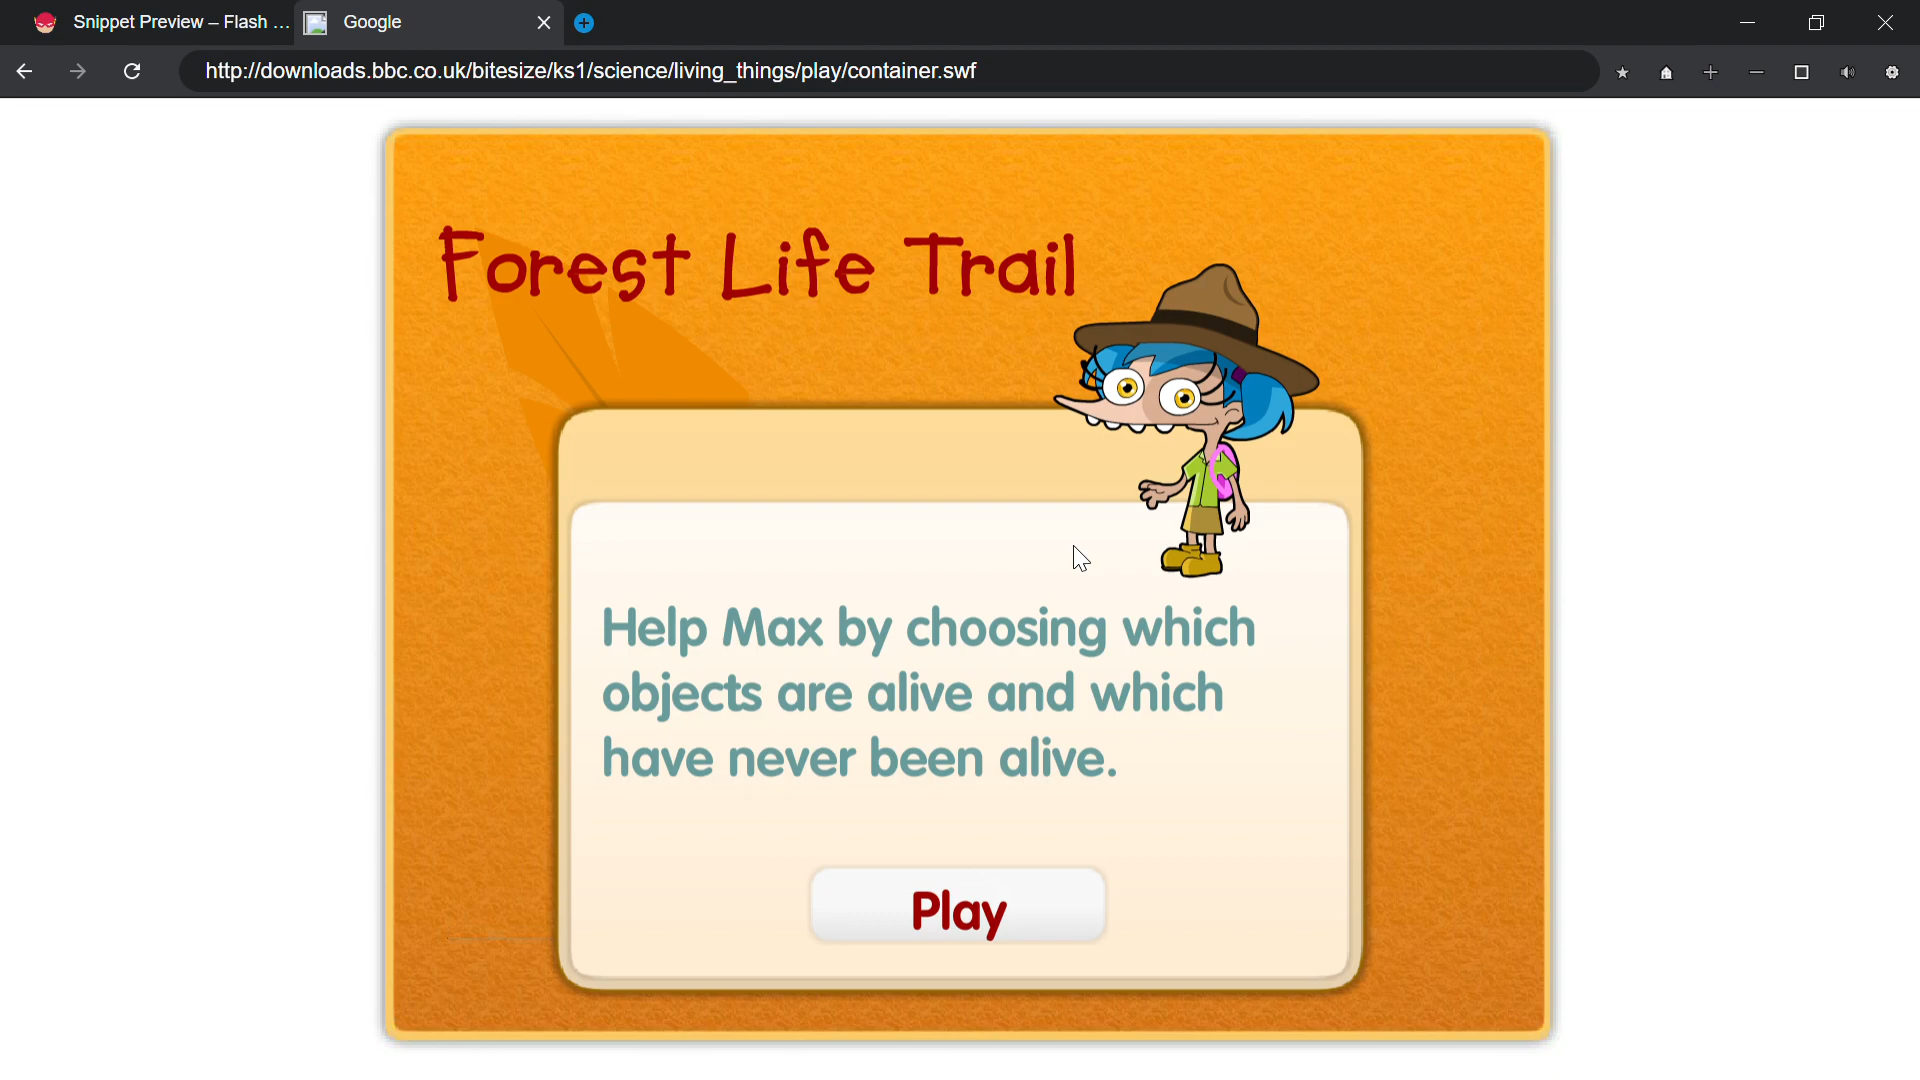 Snippet Preview – Flash ...
Google
http://downloads.bbc.co.uk/bitesize/ks1/science/living_things/play/container.swf
Forest Life Trail
Help Max by choosing which
objects are alive and which
have never been alive.
Play